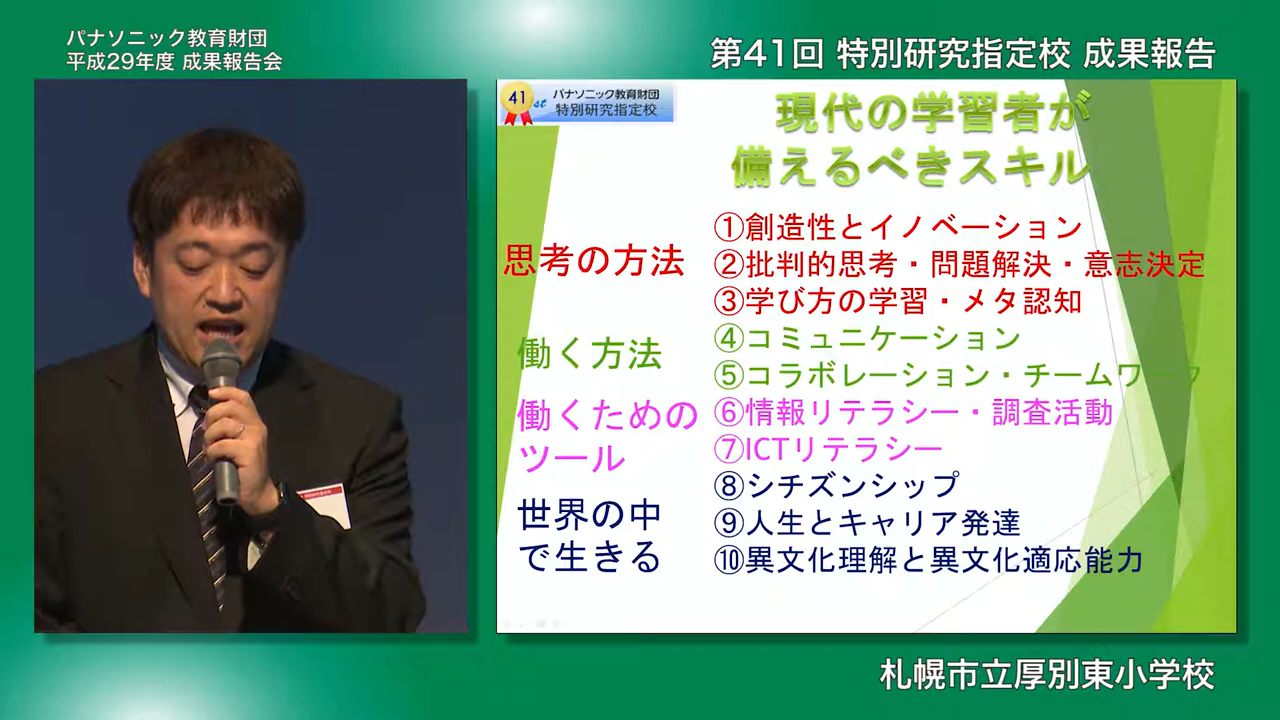 パナソニック教育財団
平成29年度 成果報告会
第41回 特別研究指定校 成果報告
41
st
パナソニック教育財団
特別研究指定校
現代の学習者が
備えるべきスキル
思考の方法
①創造性とイノベーション
②批判的思考・問題解決・意志決定
③学び方の学習・メタ認知
働く方法
④コミュニケーション
⑤コラボレーション・チームワーク
働くための
ツール
⑥情報リテラシー・調査活動
⑦ICTリテラシー
世界の中
で生きる
⑧シチズンシップ
⑨人生とキャリア発達
⑩異文化理解と異文化適応能力
札幌市立厚別東小学校